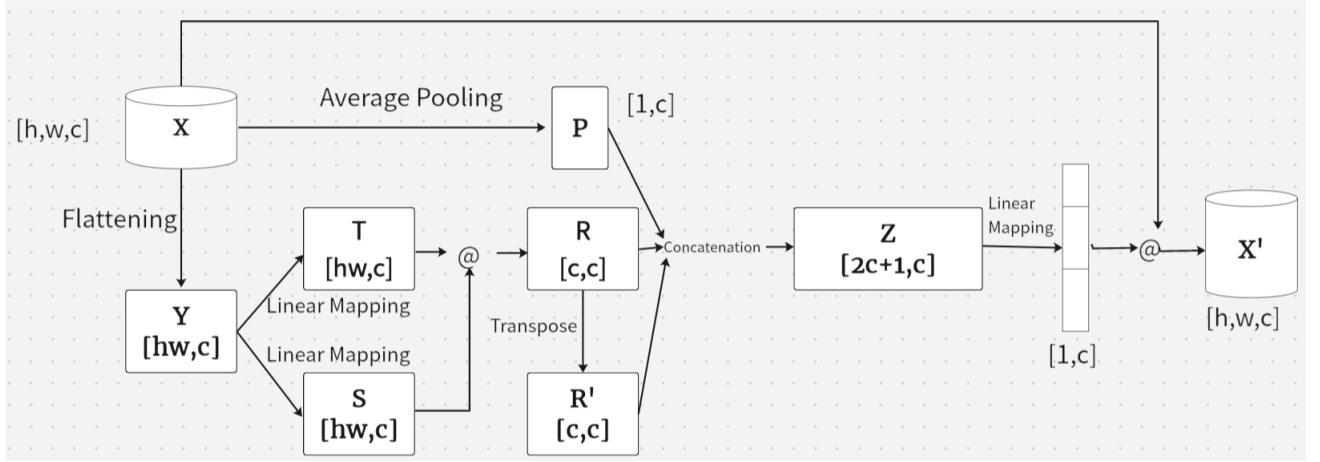 Average Pooling
[1,c]
[h,w,c]
X
P
Flattening
T
[hw,c]
@
R
[c,c]
Concatenation
Z
[2c+1,c]
Linear
Mapping
@
X'
Linear Mapping
Y
[hw,c]
Transpose
[h,w,c]
Linear Mapping
[1,c]
S
[hw,c]
R'
[c,c]